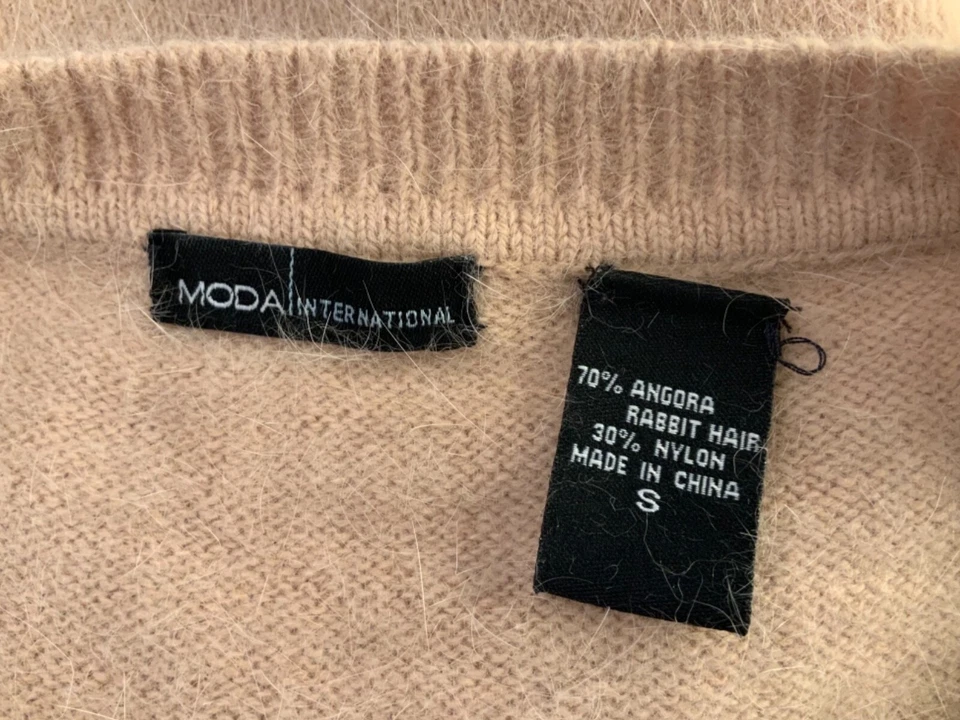 MODA INTERNATIONAL
70% ANGORA
RABBIT HAIR
30% NYLON
MADE IN CHINA
S